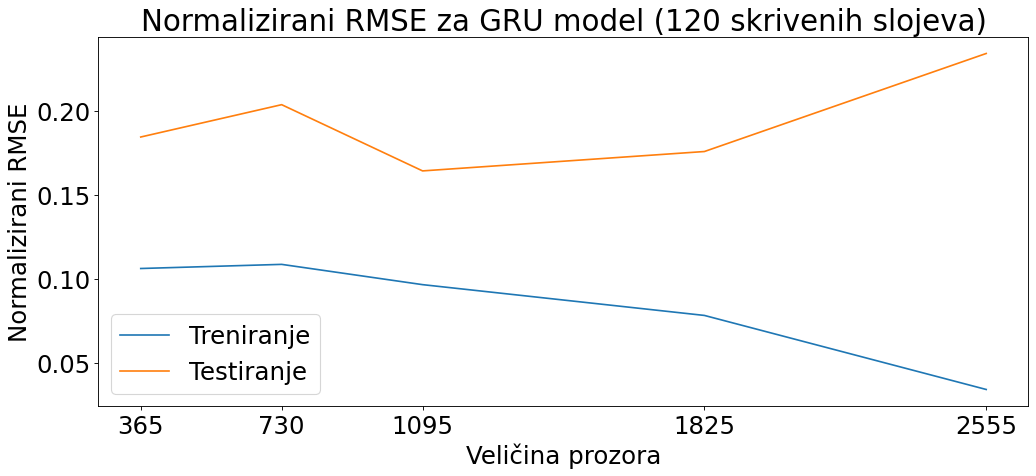 Normalizirani RMSE za GRU model (120 skrivenih slojeva)
Normalizirani RMSE
0.20
0.15
0.10
0.05
Treniranje
Testiranje
365 730 1095 1825 2555
Veličina prozora